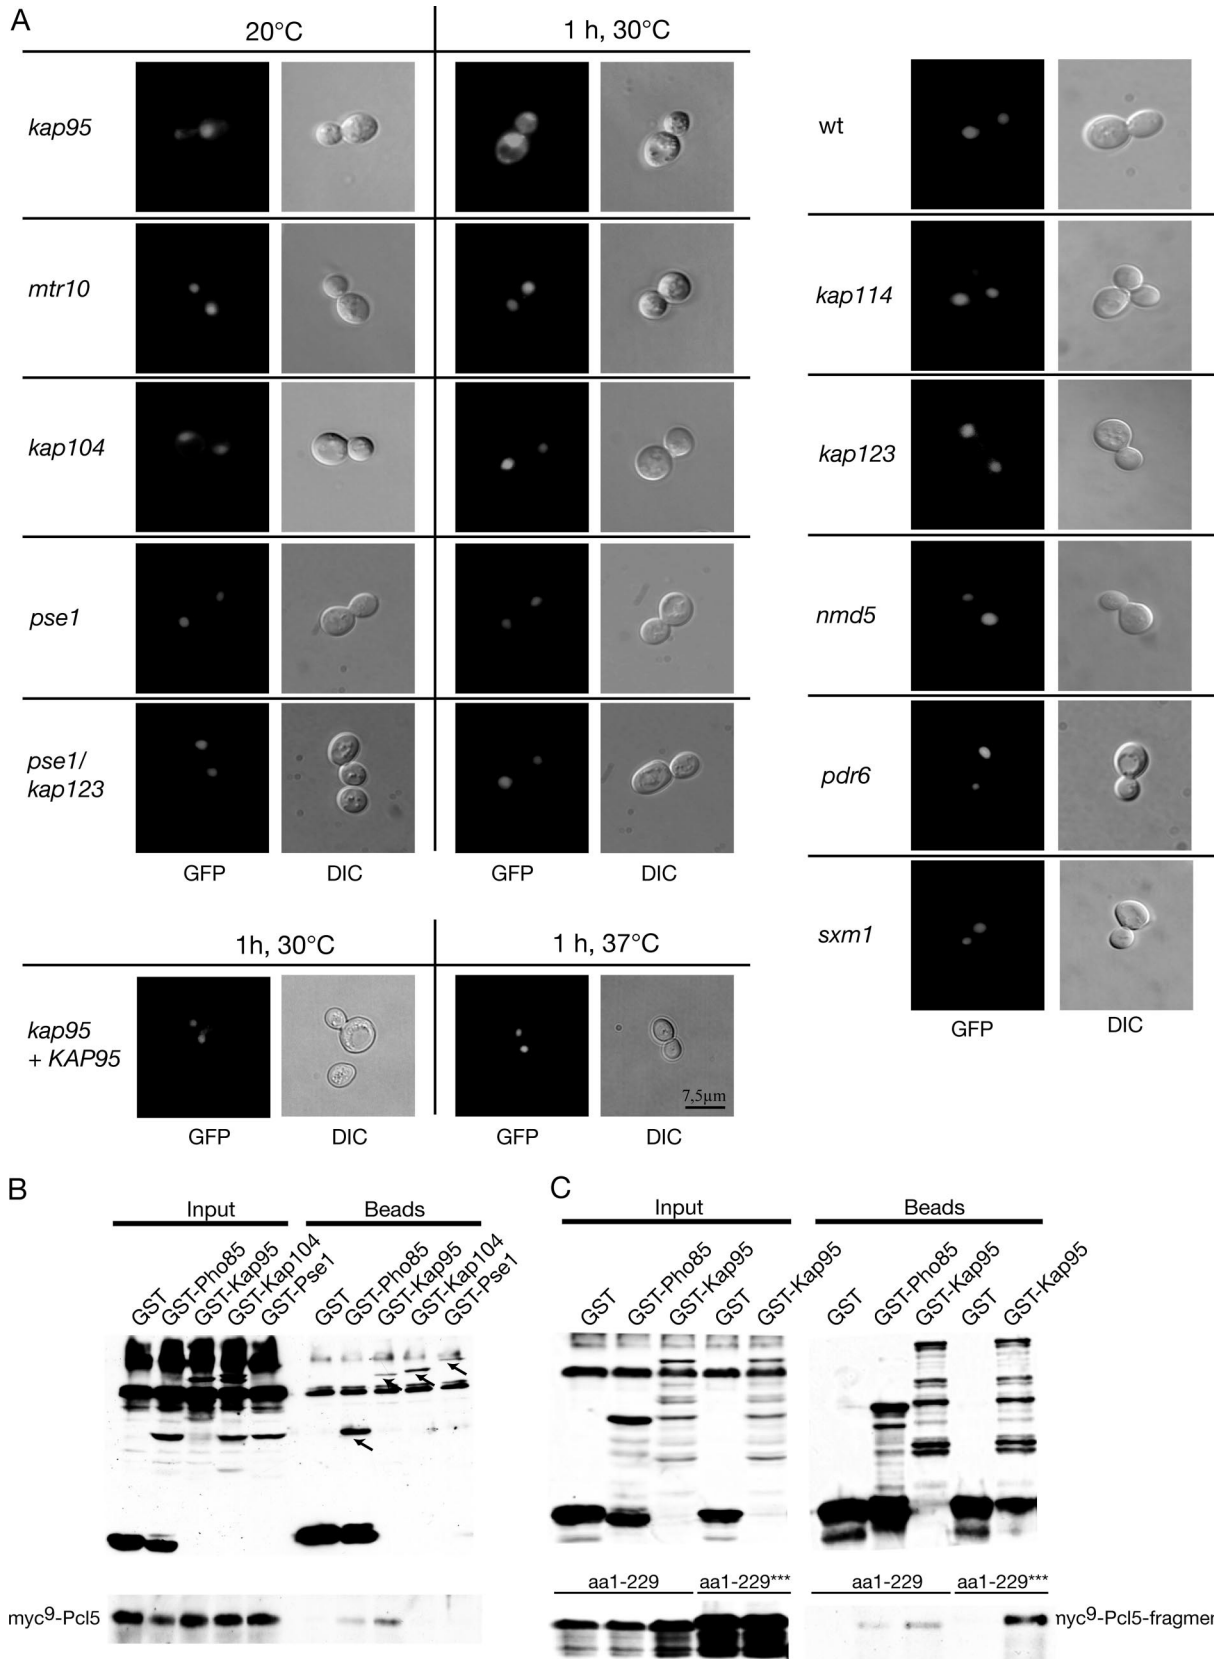 A
20°C 1 h, 30°C
kap95
mtr10
kap104
pse1
pse1/
kap123
GFP DIC GFP DIC
1h, 30°C 1 h, 37°C
kap95
+ KAP95
7,5µm
GFP DIC GFP DIC
wt
kap114
kap123
nmd5
pdr6
sxm1
GFP DIC
B
Input Beads
GST GST-Pho85 GST-Kap95 GST-Kap104 GST-Pse1 GST GST-Pho85 GST-Kap95 GST-Kap104 GST-Pse1
myc9-Pcl5
C
Input Beads
GST GST-Pho85 GST-Kap95 GST GST-Kap95 GST GST-Pho85 GST-Kap95 GST GST-Kap95
aa1-229 aa1-229*** aa1-229 aa1-229***
myc9-Pcl5-fragmen